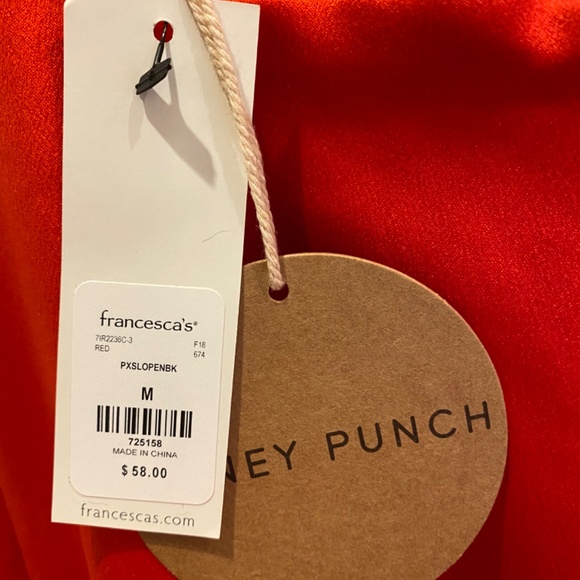 francesca's®
7IR2236C-3 F18
RED 674
PXSLOPENBK
M
725158
MADE IN CHINA
$ 58.00
francescas.com
NEY PUNCH